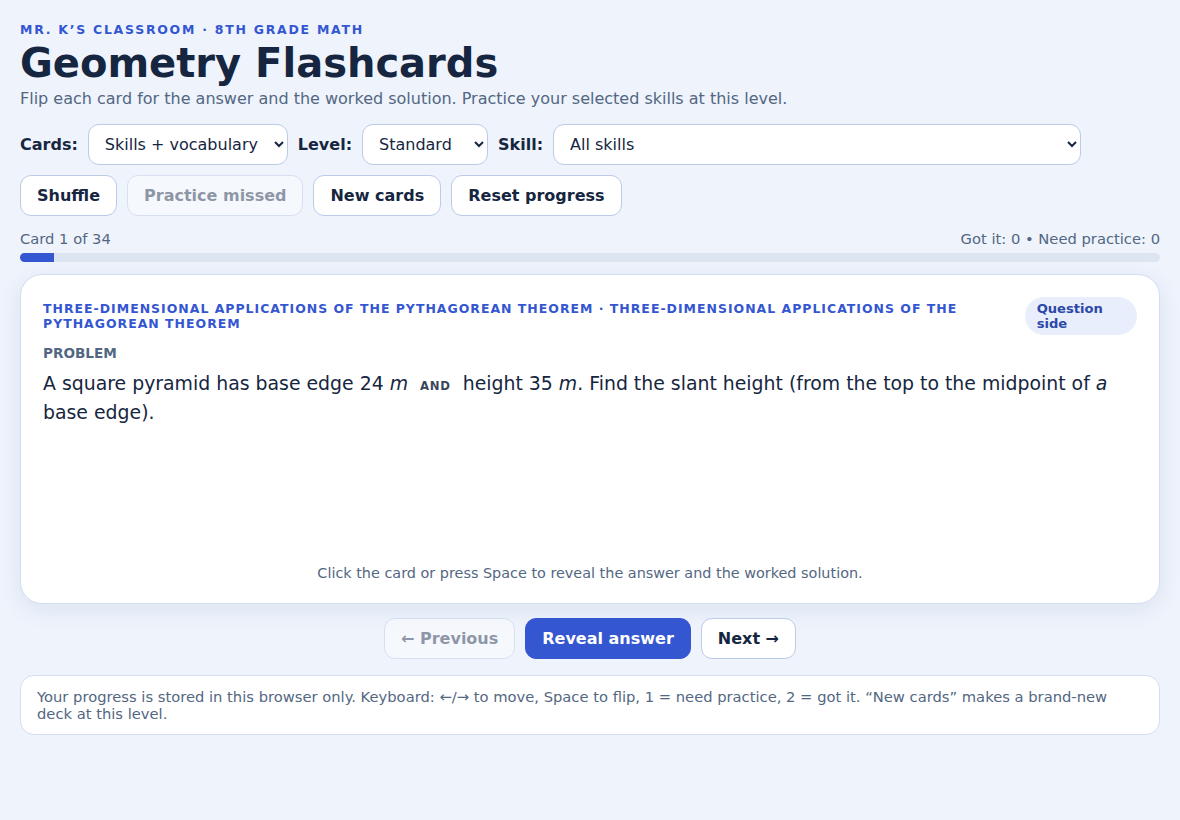 MR. K’S CLASSROOM · 8TH GRADE MATH
Geometry Flashcards
Flip each card for the answer and the worked solution. Practice your selected skills at this level.
Cards: Skills + vocabulary Level: Standard Skill: All skills
Shuffle Practice missed New cards Reset progress
Card 1 of 34 Got it: 0 • Need practice: 0
THREE-DIMENSIONAL APPLICATIONS OF THE PYTHAGOREAN THEOREM · THREE-DIMENSIONAL APPLICATIONS OF THE
PYTHAGOREAN THEOREM
Question
side
PROBLEM
A square pyramid has base edge 24 m AND height 35 m. Find the slant height (from the top to the midpoint of a
base edge).
Click the card or press Space to reveal the answer and the worked solution.
← Previous Reveal answer Next →
Your progress is stored in this browser only. Keyboard: ←/→ to move, Space to flip, 1 = need practice, 2 = got it. “New cards” makes a brand-new
deck at this level.